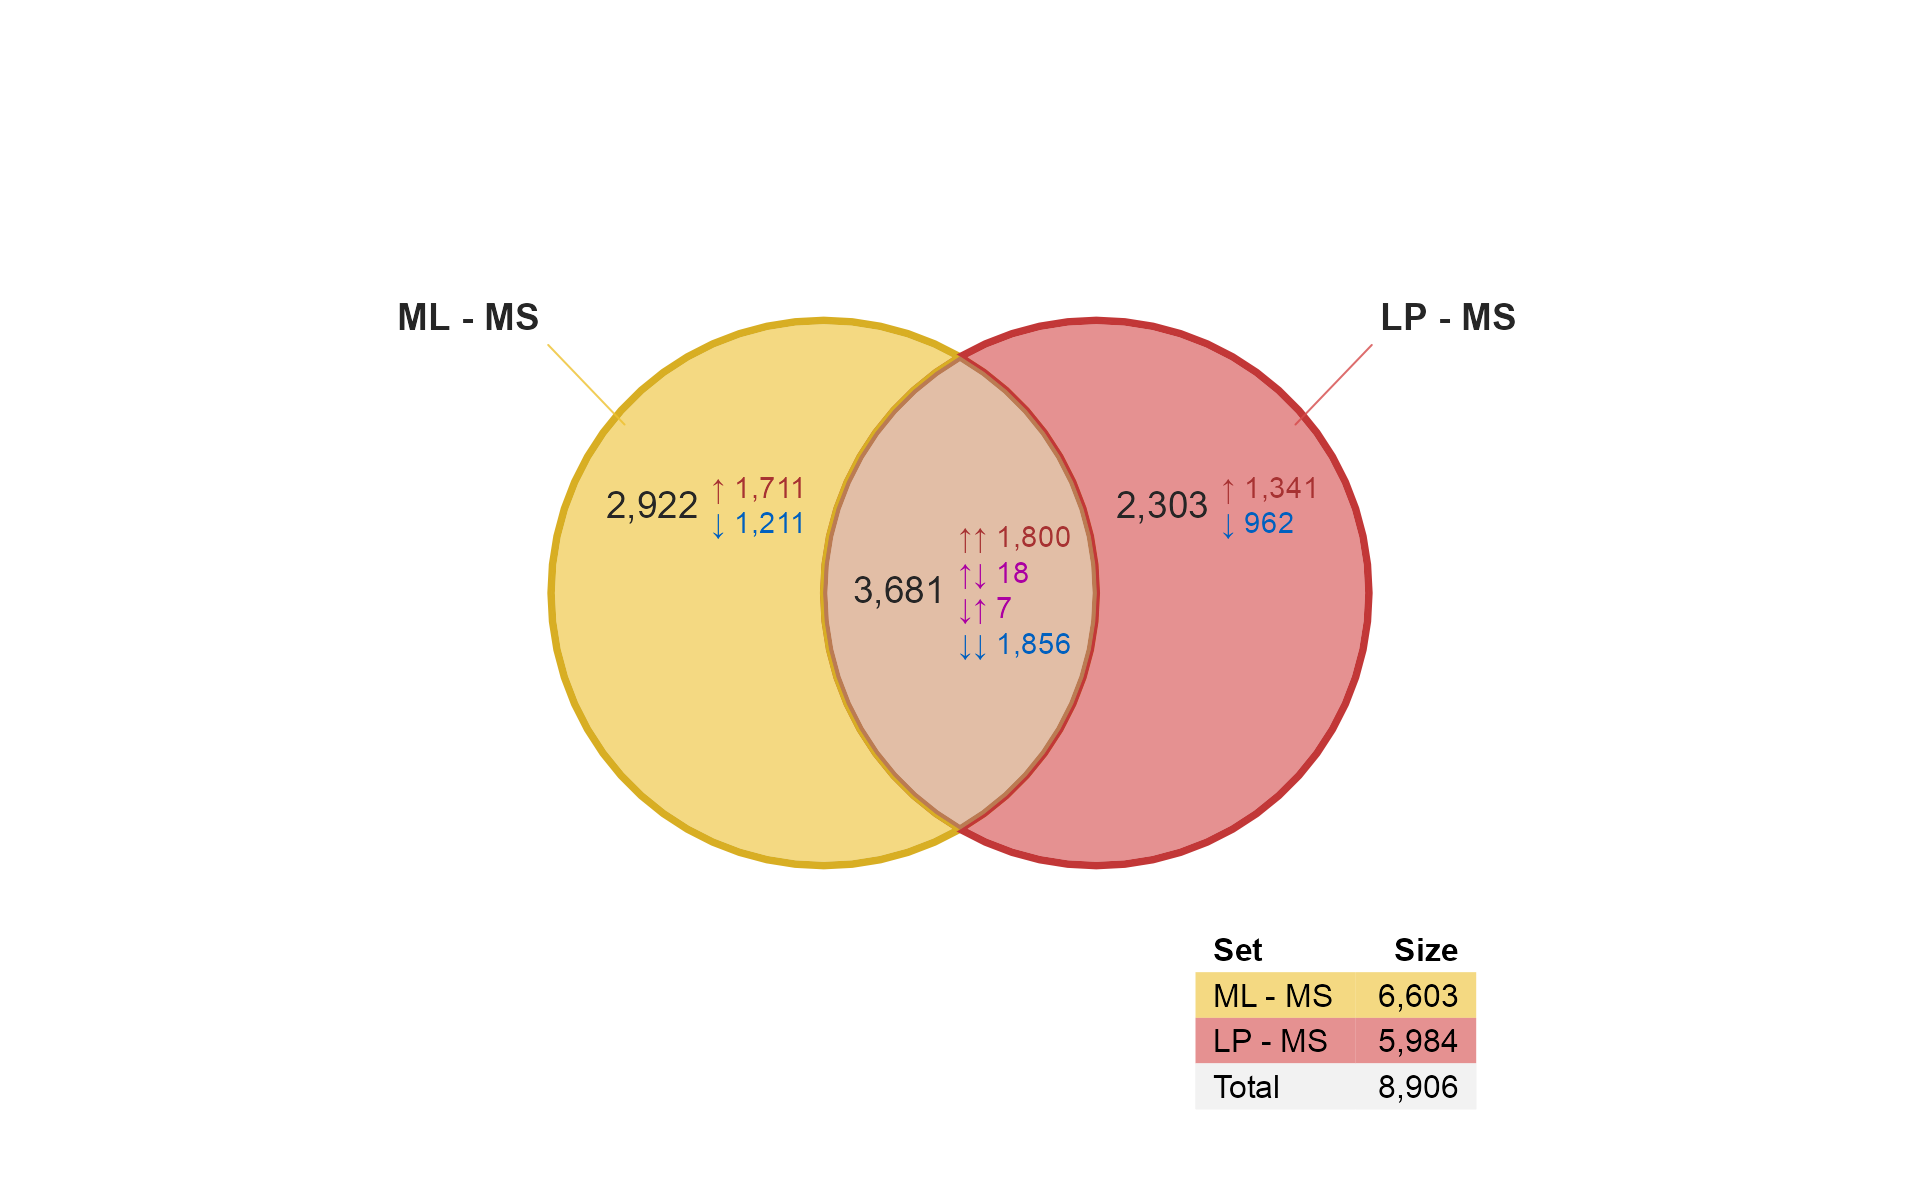 ML - MS
LP - MS
2,922
↑ 1,711
↓ 1,211
3,681
↑↑ 1,800
↑↓ 18
↓↑ 7
↓↓ 1,856
2,303
↑ 1,341
↓ 962
Set Size
ML - MS 6,603
LP - MS 5,984
Total 8,906